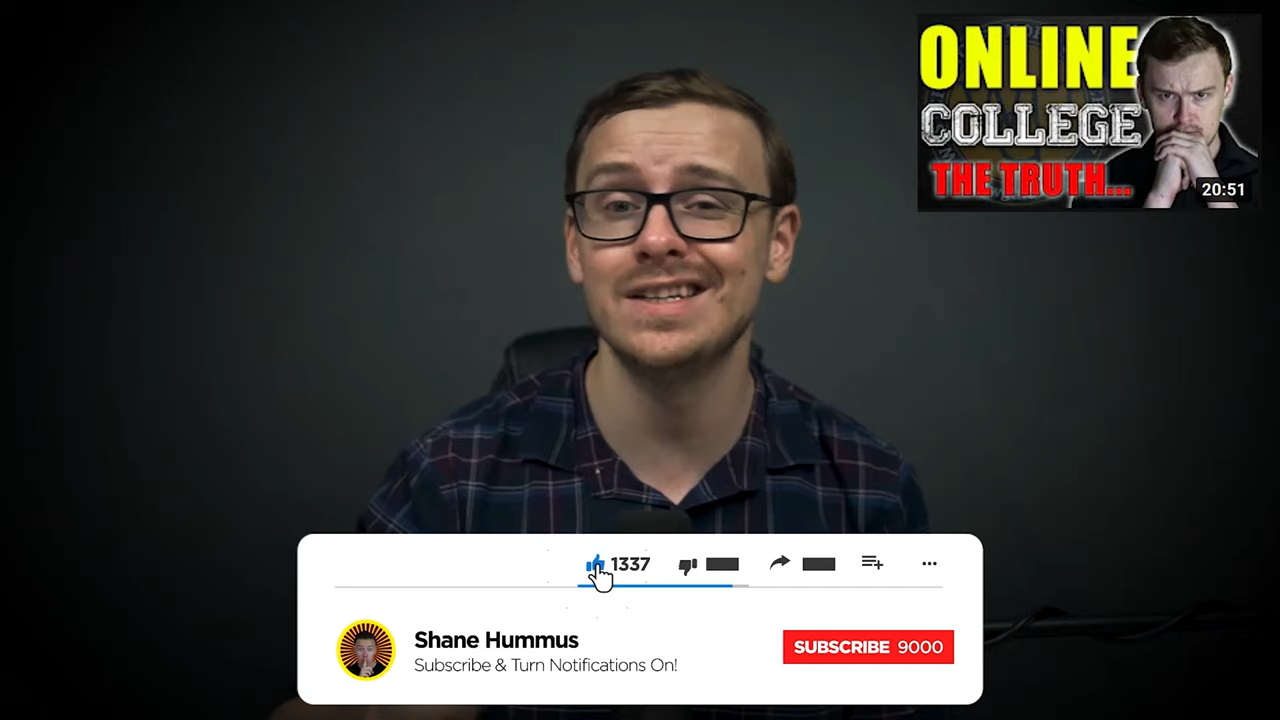 ONLINE
COLLEGE
THE TRUTH...
20:51
1337
Shane Hummus
Subscribe & Turn Notifications On!
SUBSCRIBE 9000